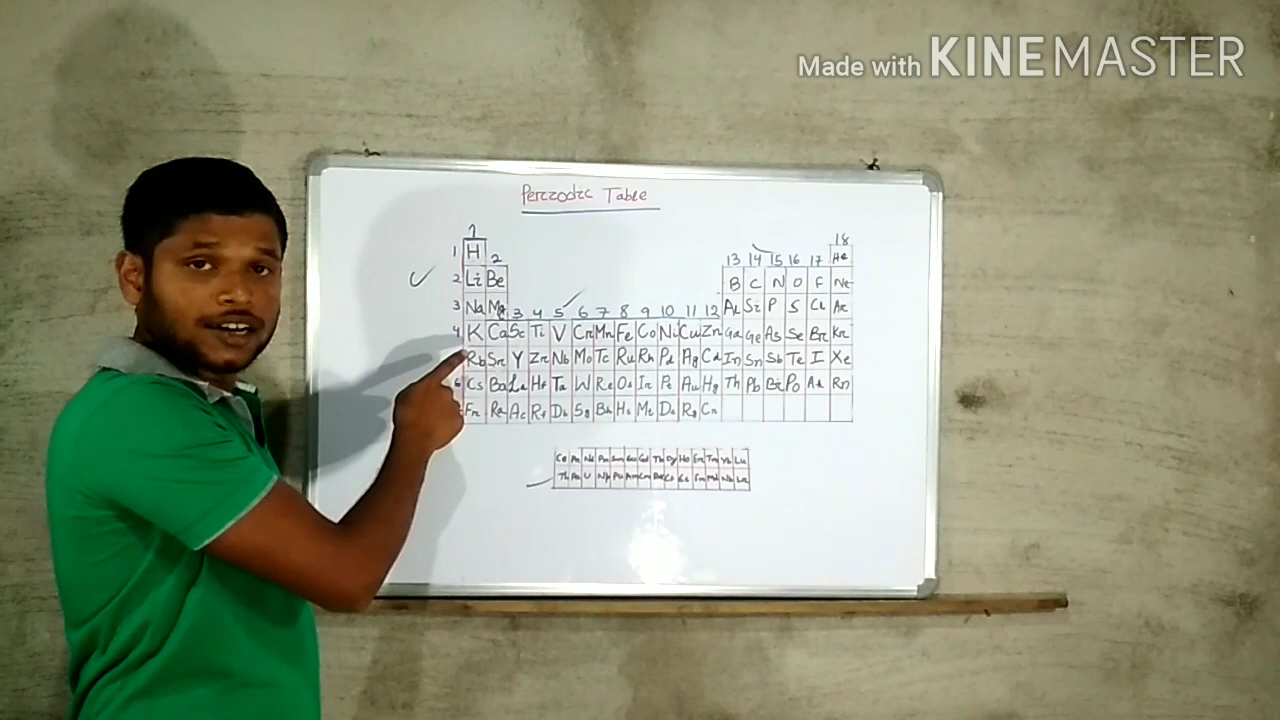 Made with KINEMASTER
Periodic Table
1 18
1 H 2 13 14 15 16 17 He
2 Li Be B C N O F Ne
3 Na Mg 3 4 5 6 7 8 9 10 11 12 Al Si P S Cl Ar
4 K Ca Sc Ti V Cr Mn Fe Co Ni Cu Zn Ga Ge As Se Br Kr
Rb Sr Y Zr Nb Mo Tc Ru Rh Pd Ag Cd In Sn Sb Te I Xe
6 Cs Ba La Hf Ta W Re Os Ir Pt Au Hg Th Pb Bi Po At Rn
Fr Ra Ac Rf Db Sg Bh Hs Mt Ds Rg Cn
Ce Pr Nd Pm Sm Eu Gd Tb Dy Ho Er Tm Yb Lu
Th Pa U Np Pu Am Cm Fm Md No